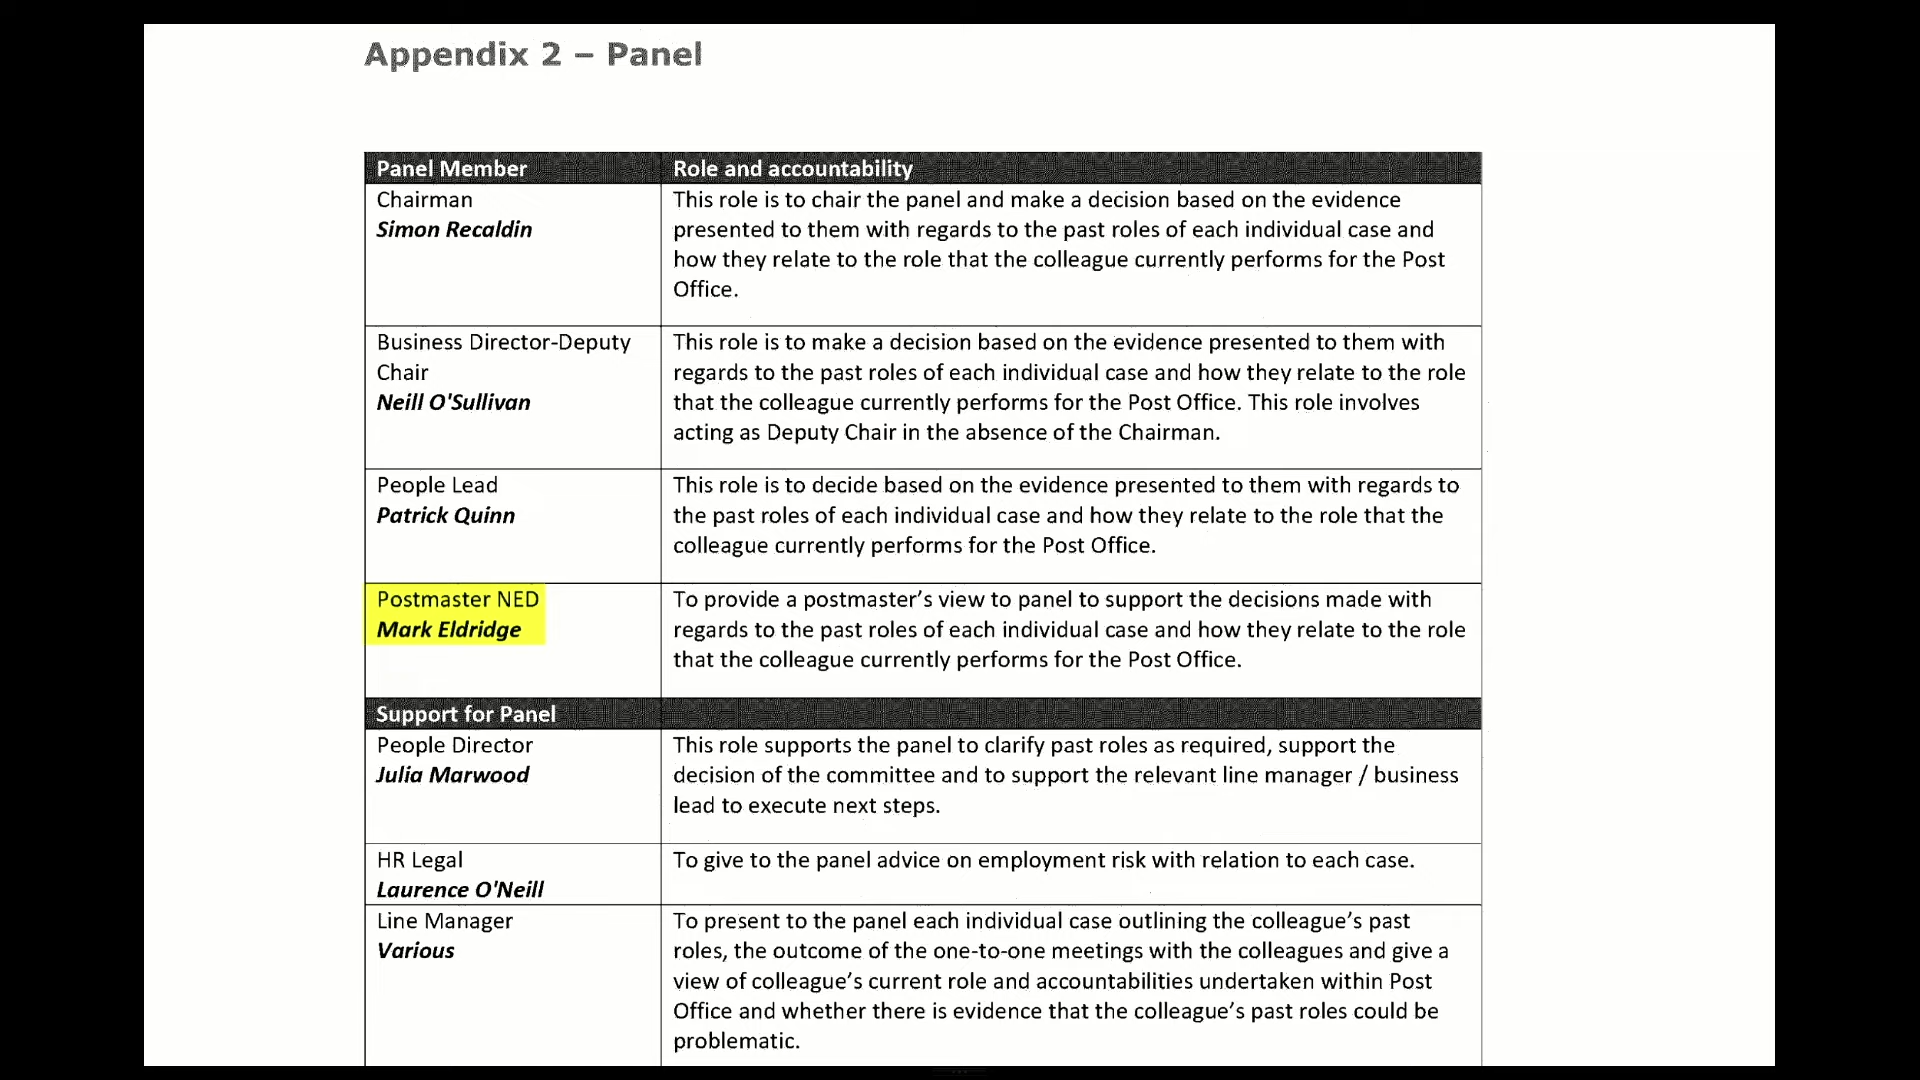 Appendix 2 – Panel
Panel Member
Role and accountability
Chairman
Simon Recaldin
This role is to chair the panel and make a decision based on the evidence
presented to them with regards to the past roles of each individual case and
how they relate to the role that the colleague currently performs for the Post
Office.
Business Director-Deputy
Chair
Neill O'Sullivan
This role is to make a decision based on the evidence presented to them with
regards to the past roles of each individual case and how they relate to the role
that the colleague currently performs for the Post Office. This role involves
acting as Deputy Chair in the absence of the Chairman.
People Lead
Patrick Quinn
This role is to decide based on the evidence presented to them with regards to
the past roles of each individual case and how they relate to the role that the
colleague currently performs for the Post Office.
Postmaster NED
Mark Eldridge
To provide a postmaster’s view to panel to support the decisions made with
regards to the past roles of each individual case and how they relate to the role
that the colleague currently performs for the Post Office.
Support for Panel
People Director
Julia Marwood
This role supports the panel to clarify past roles as required, support the
decision of the committee and to support the relevant line manager / business
lead to execute next steps.
HR Legal
Laurence O'Neill
To give to the panel advice on employment risk with relation to each case.
Line Manager
Various
To present to the panel each individual case outlining the colleague’s past
roles, the outcome of the one-to-one meetings with the colleagues and give a
view of colleague’s current role and accountabilities undertaken within Post
Office and whether there is evidence that the colleague’s past roles could be
problematic.